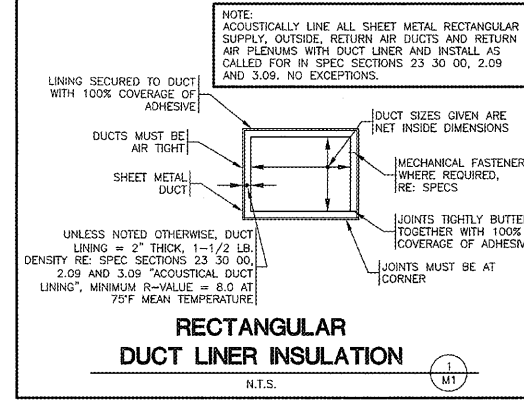 NOTE:
ACOUSTICALLY LINE ALL SHEET METAL RECTANGULAR
SUPPLY, OUTSIDE, RETURN AIR DUCTS AND RETURN
AIR PLENUMS WITH DUCT LINER AND INSTALL AS
CALLED FOR IN SPEC SECTIONS 23 30 00, 2.09
AND 3.09. NO EXCEPTIONS.
LINING SECURED TO DUCT
WITH 100% COVERAGE OF
ADHESIVE
DUCTS MUST BE
AIR TIGHT
SHEET METAL
DUCT
UNLESS NOTED OTHERWISE, DUCT
LINING = 2" THICK, 1-1/2 LB.
DENSITY RE: SPEC SECTIONS 23 30 00,
2.09 AND 3.09 "ACOUSTICAL DUCT
LINING", MINIMUM R-VALUE = 8.0 AT
75°F MEAN TEMPERATURE
DUCT SIZES GIVEN ARE
NET INSIDE DIMENSIONS
MECHANICAL FASTENER
WHERE REQUIRED,
RE: SPECS
JOINTS TIGHTLY BUTTE
TOGETHER WITH 100%
COVERAGE OF ADHESIV
JOINTS MUST BE AT
CORNER
RECTANGULAR
DUCT LINER INSULATION
N.T.S.
1
M1